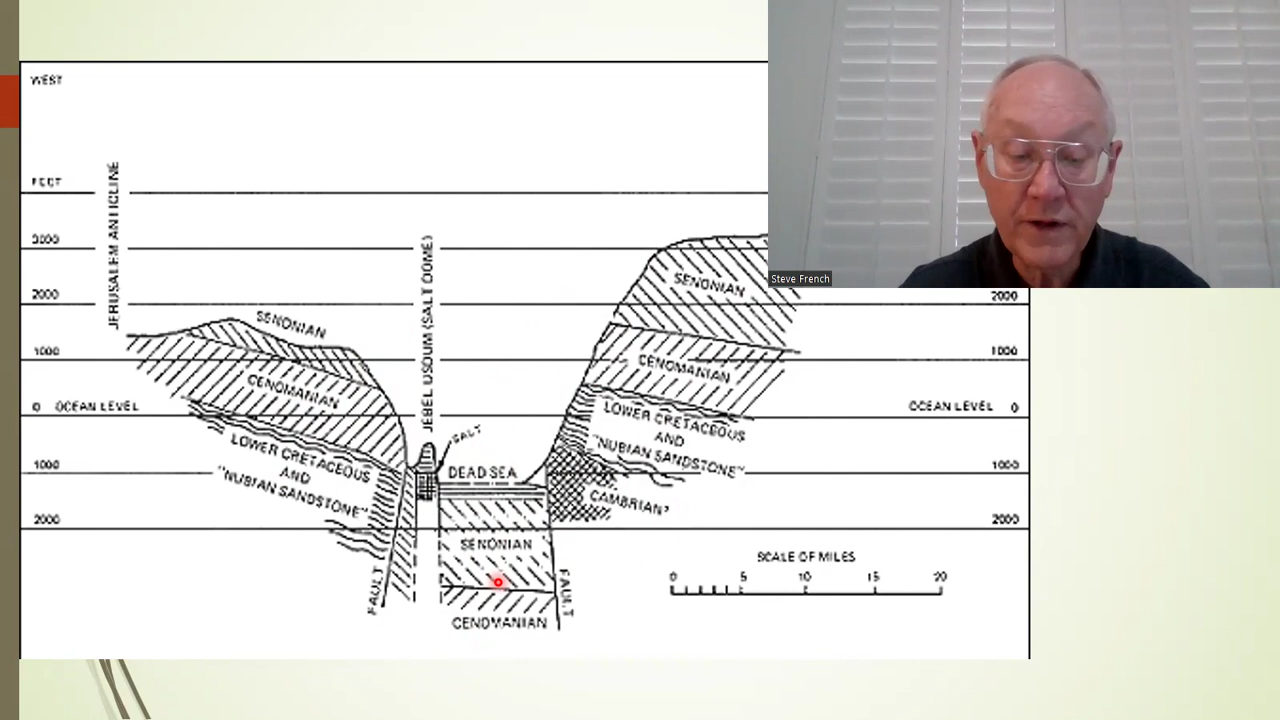 WEST
Steve French
FEET
JERUSALEM ANTICLINE
3000
JEBEL USDUM (SALT DOME)
SENONIAN
2000
2000
SENONIAN
1000
1000
CENOMANIAN
CENOMANIAN
0 OCEAN LEVEL
OCEAN LEVEL 0
LOWER CRETACEOUS
AND
"NUBIAN SANDSTONE"
SALT
LOWER CRETACEOUS
AND
"NUBIAN SANDSTONE"
1000
DEAD SEA
1000
CAMBRIAN?
2000
2000
SENONIAN
SCALE OF MILES
0 5 10 15 20
FAULT
FAULT
CENOMANIAN